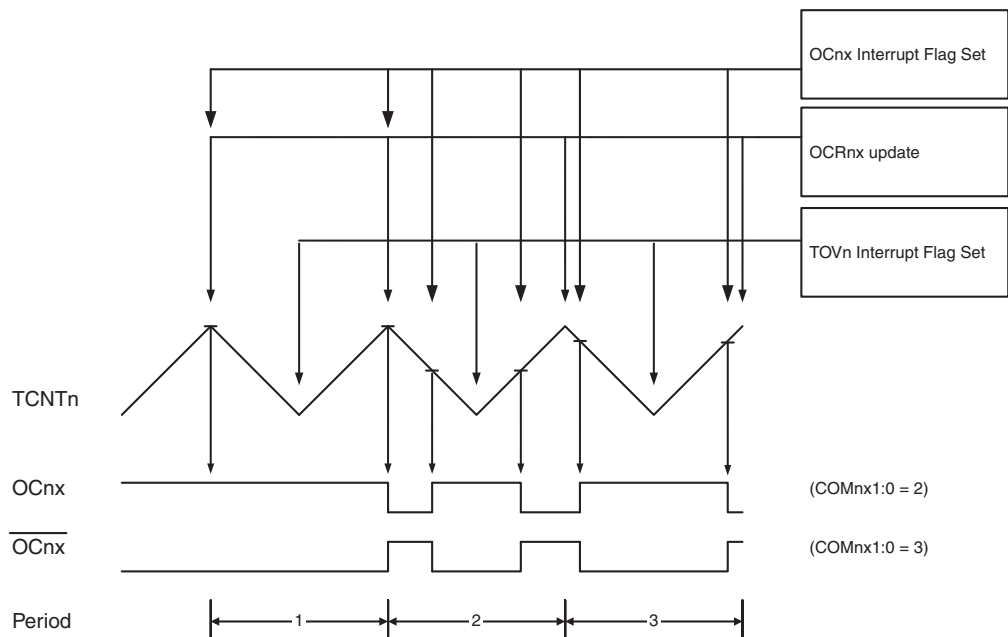 OCnx Interrupt Flag Set
OCRnx update
TOVn Interrupt Flag Set
TCNTn
OCnx
(COMnx1:0 = 2)
OCnx
(COMnx1:0 = 3)
Period
1
2
3